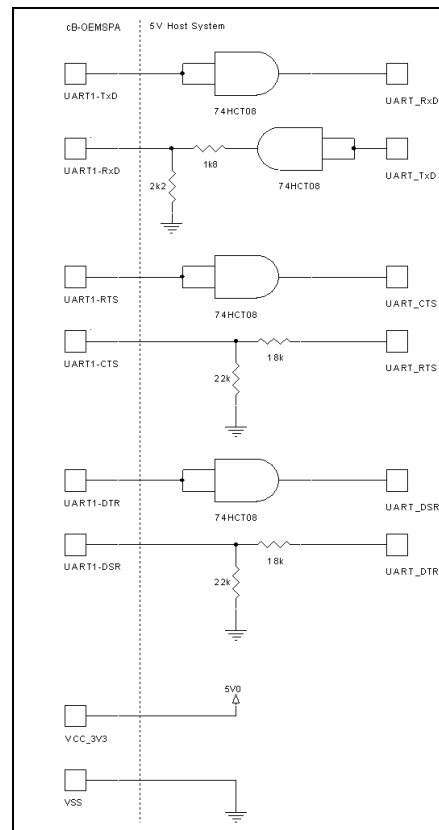 cB-OEMSPA 5V Host System
UART1-TxD 74HCT08 UART_RxD
UART1-RxD 1k8 74HCT08 UART_TxD
2k2
UART1-RTS 74HCT08 UART_CTS
UART1-CTS 18k UART_RTS
22k
UART1-DTR 74HCT08 UART_DSR
UART1-DSR 18k UART_DTR
22k
5V0
VCC_3V3
VSS